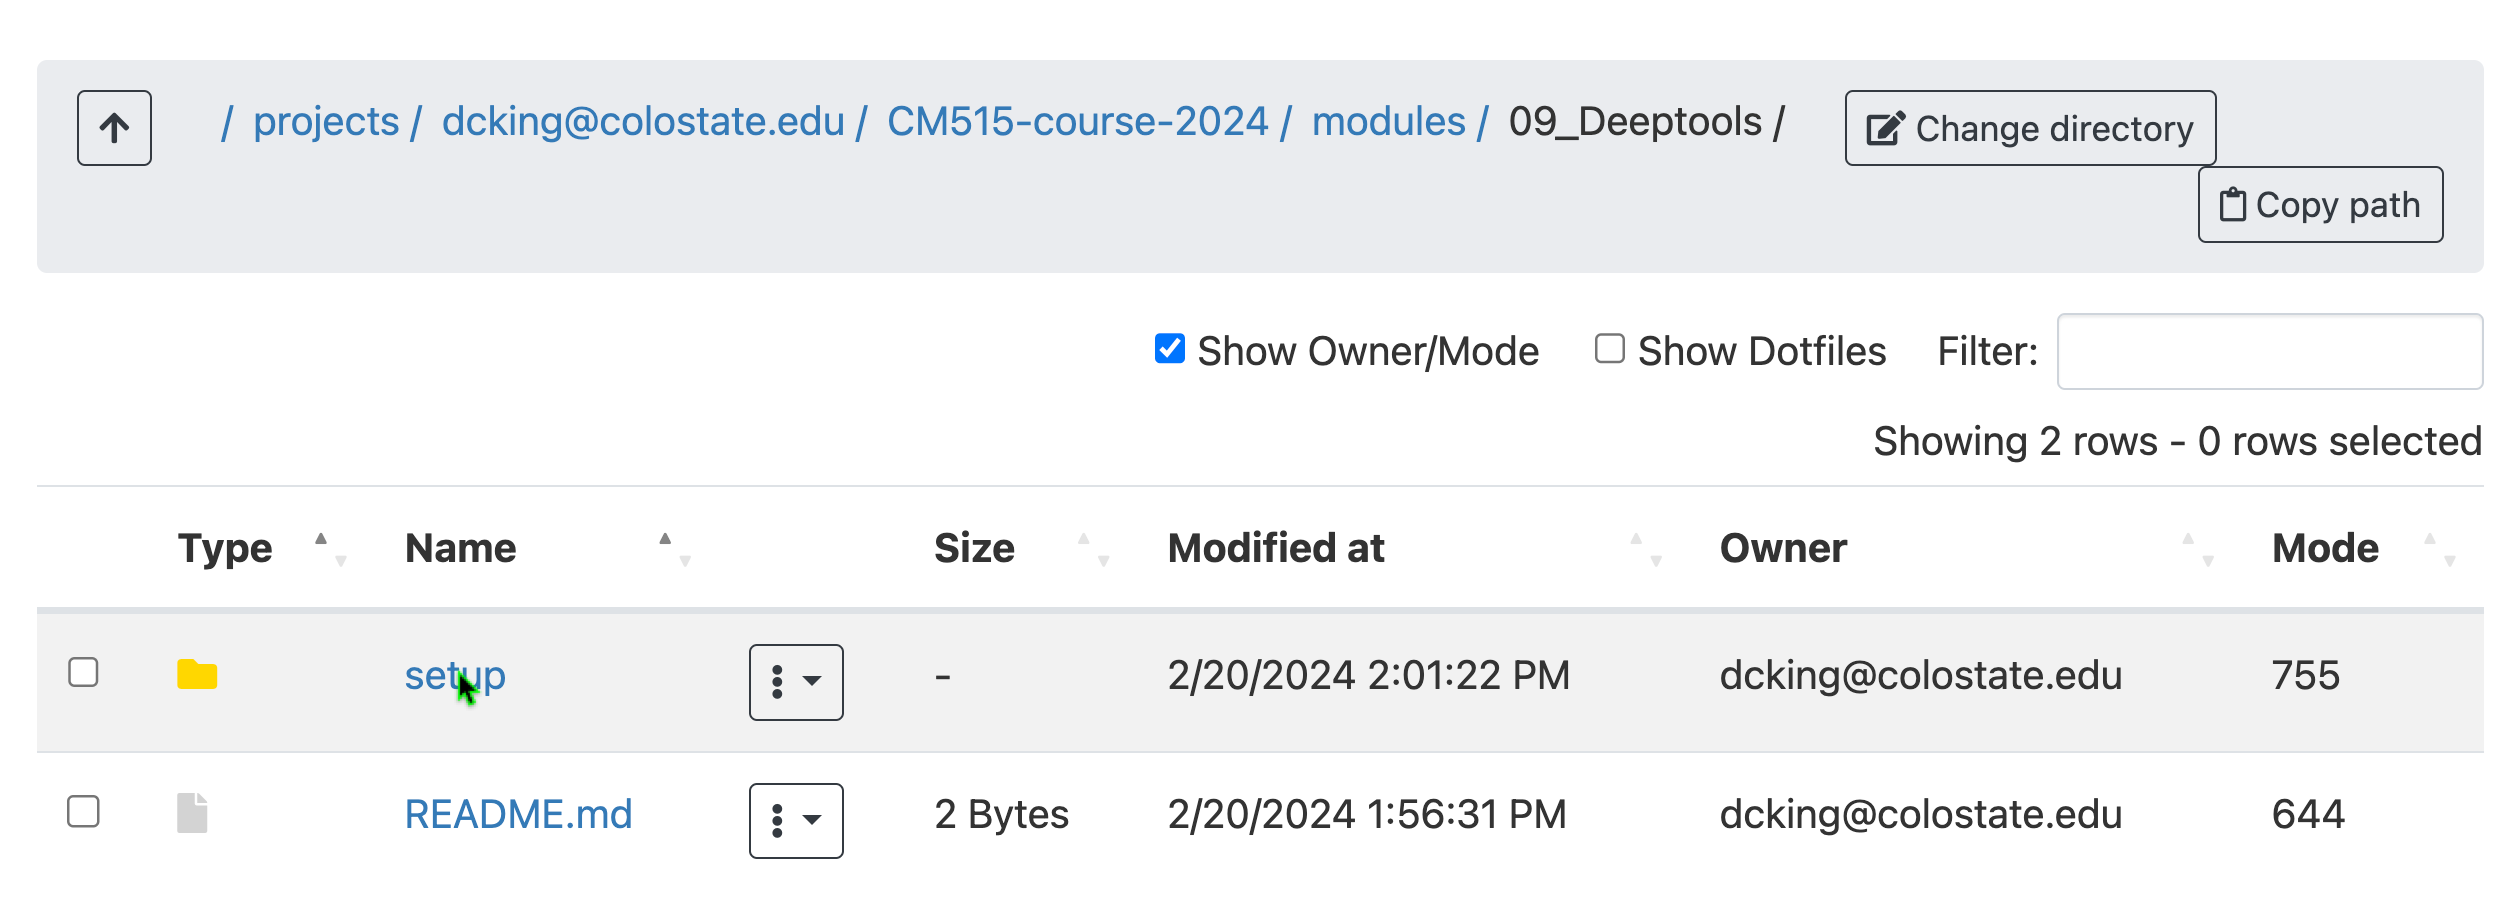 / projects / dcking@colostate.edu / CM515-course-2024 / modules / 09_Deeptools / Change directory
Copy path
Show Owner/Mode Show Dotfiles Filter:
Showing 2 rows - 0 rows selected
Type Name Size Modified at Owner Mode
setup - 2/20/2024 2:01:22 PM dcking@colostate.edu 755
README.md 2 Bytes 2/20/2024 1:56:31 PM dcking@colostate.edu 644